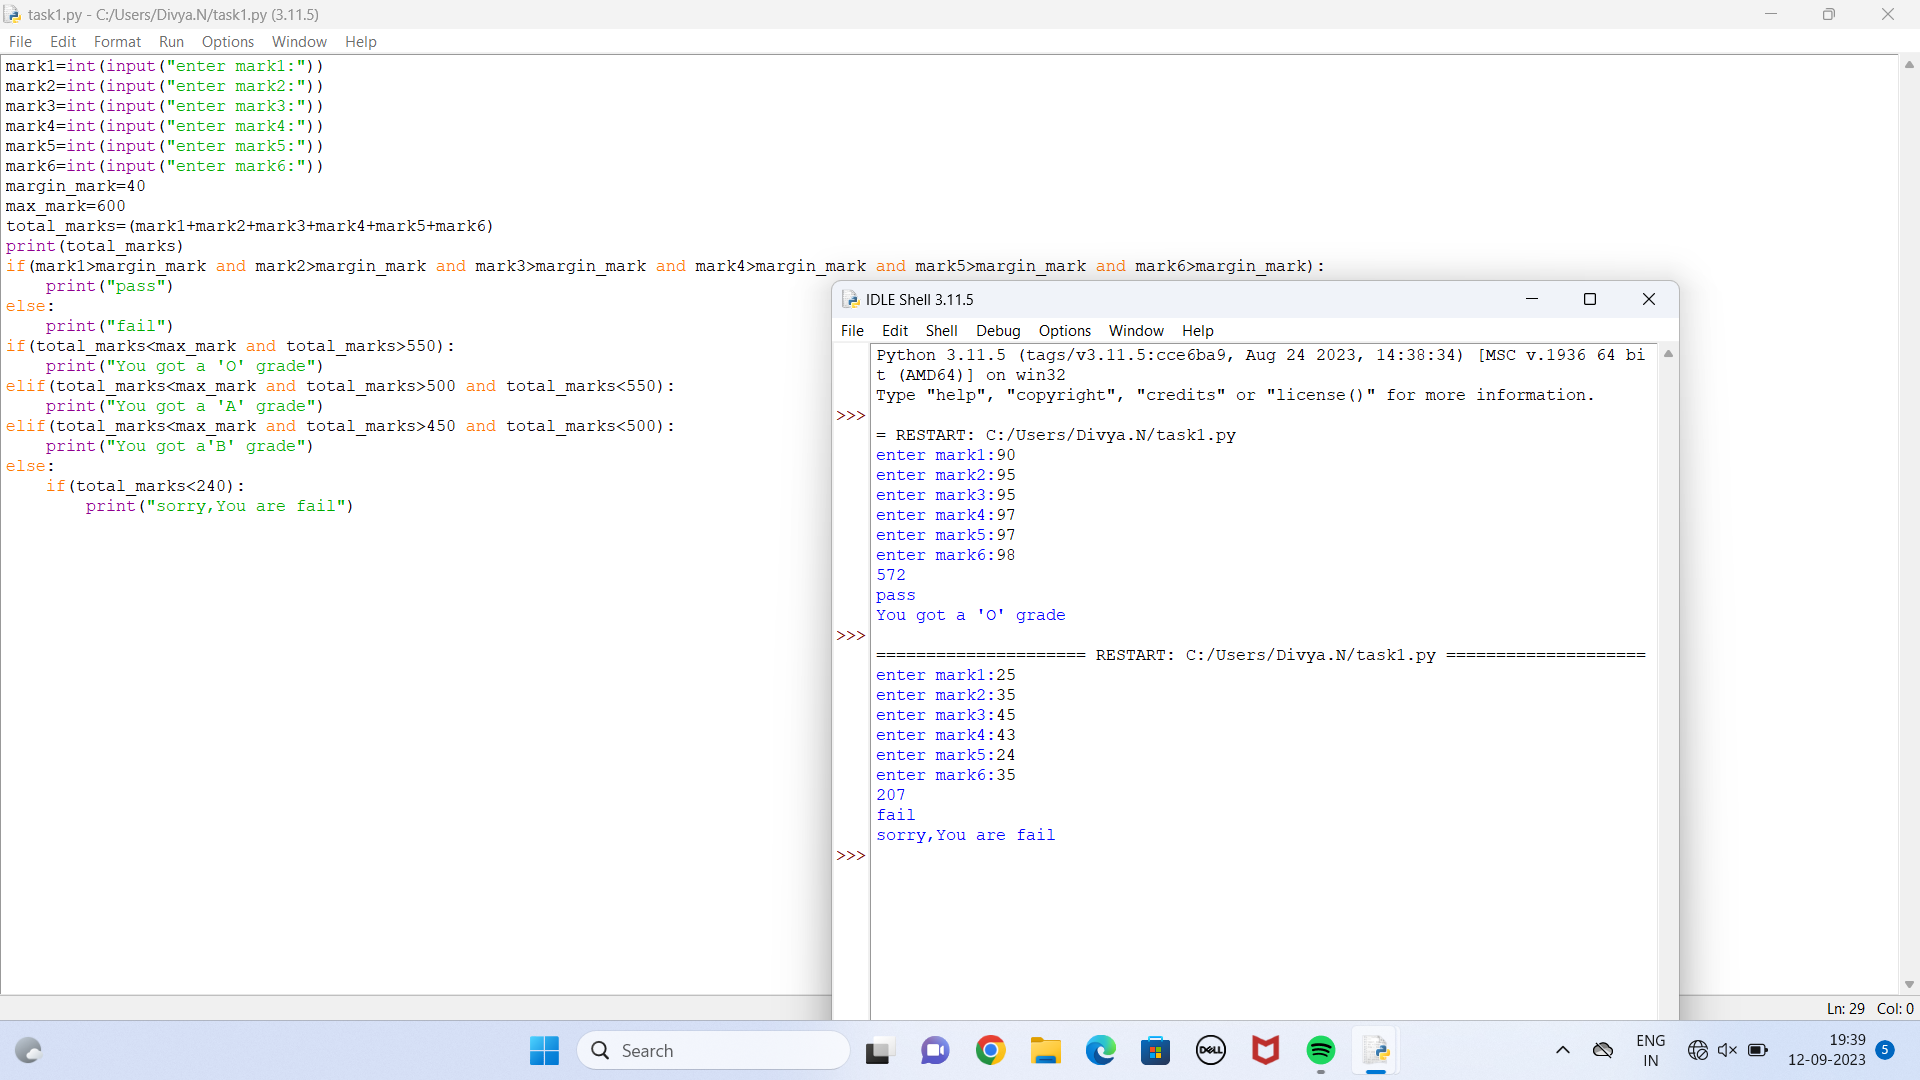 task1.py - C:/Users/Divya.N/task1.py (3.11.5)
File Edit Format Run Options Window Help
mark1=int(input("enter mark1:"))
mark2=int(input("enter mark2:"))
mark3=int(input("enter mark3:"))
mark4=int(input("enter mark4:"))
mark5=int(input("enter mark5:"))
mark6=int(input("enter mark6:"))
margin_mark=40
max_mark=600
total_marks=(mark1+mark2+mark3+mark4+mark5+mark6)
print(total_marks)
if(mark1>margin_mark and mark2>margin_mark and mark3>margin_mark and mark4>margin_mark and mark5>margin_mark and mark6>margin_mark):
    print("pass")
else:
    print("fail")
if(total_marks<max_mark and total_marks>550):
    print("You got a 'O' grade")
elif(total_marks<max_mark and total_marks>500 and total_marks<550):
    print("You got a 'A' grade")
elif(total_marks<max_mark and total_marks>450 and total_marks<500):
    print("You got a'B' grade")
else:
    if(total_marks<240):
        print("sorry,You are fail")
IDLE Shell 3.11.5
File Edit Shell Debug Options Window Help
Python 3.11.5 (tags/v3.11.5:cce6ba9, Aug 24 2023, 14:38:34) [MSC v.1936 64 bi
t (AMD64)] on win32
Type "help", "copyright", "credits" or "license()" for more information.
>>>
= RESTART: C:/Users/Divya.N/task1.py
enter mark1:90
enter mark2:95
enter mark3:95
enter mark4:97
enter mark5:97
enter mark6:98
572
pass
You got a 'O' grade
>>>
===================== RESTART: C:/Users/Divya.N/task1.py ====================
enter mark1:25
enter mark2:35
enter mark3:45
enter mark4:43
enter mark5:24
enter mark6:35
207
fail
sorry,You are fail
>>>
Ln: 29 Col: 0
Search
DELL
ENG
IN
19:39
12-09-2023
5